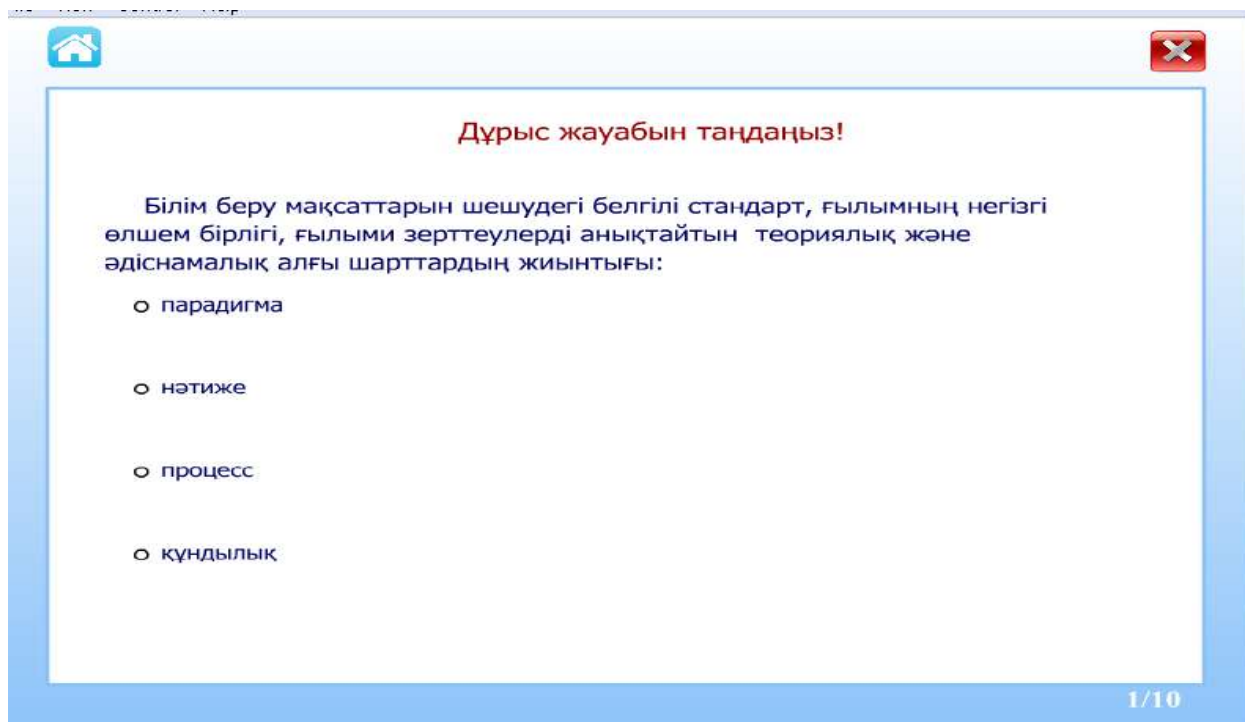 Дұрыс жауабын таңдаңыз!
Білім беру мақсаттарын шешудегі белгілі стандарт, ғылымның негізгі
өлшем бірлігі, ғылыми зерттеулерді анықтайтын теориялық және
әдіснамалық алғы шарттардың жиынтығы:
парадигма
нәтиже
процесс
құндылық
1/10